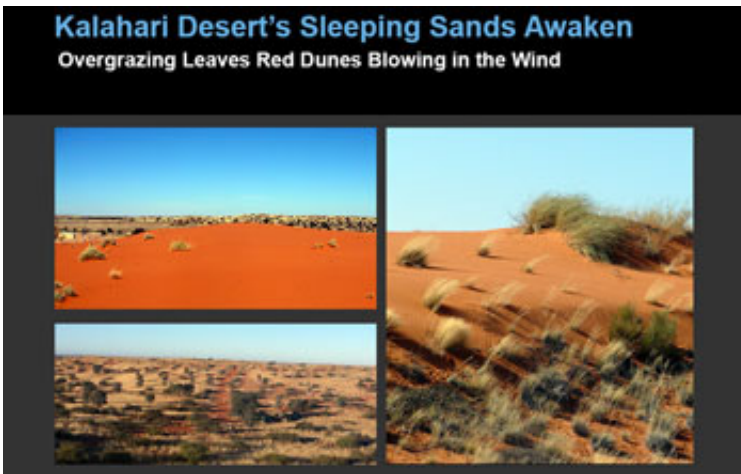 Kalahari Desert's Sleeping Sands Awaken
Overgrazing Leaves Red Dunes Blowing in the Wind